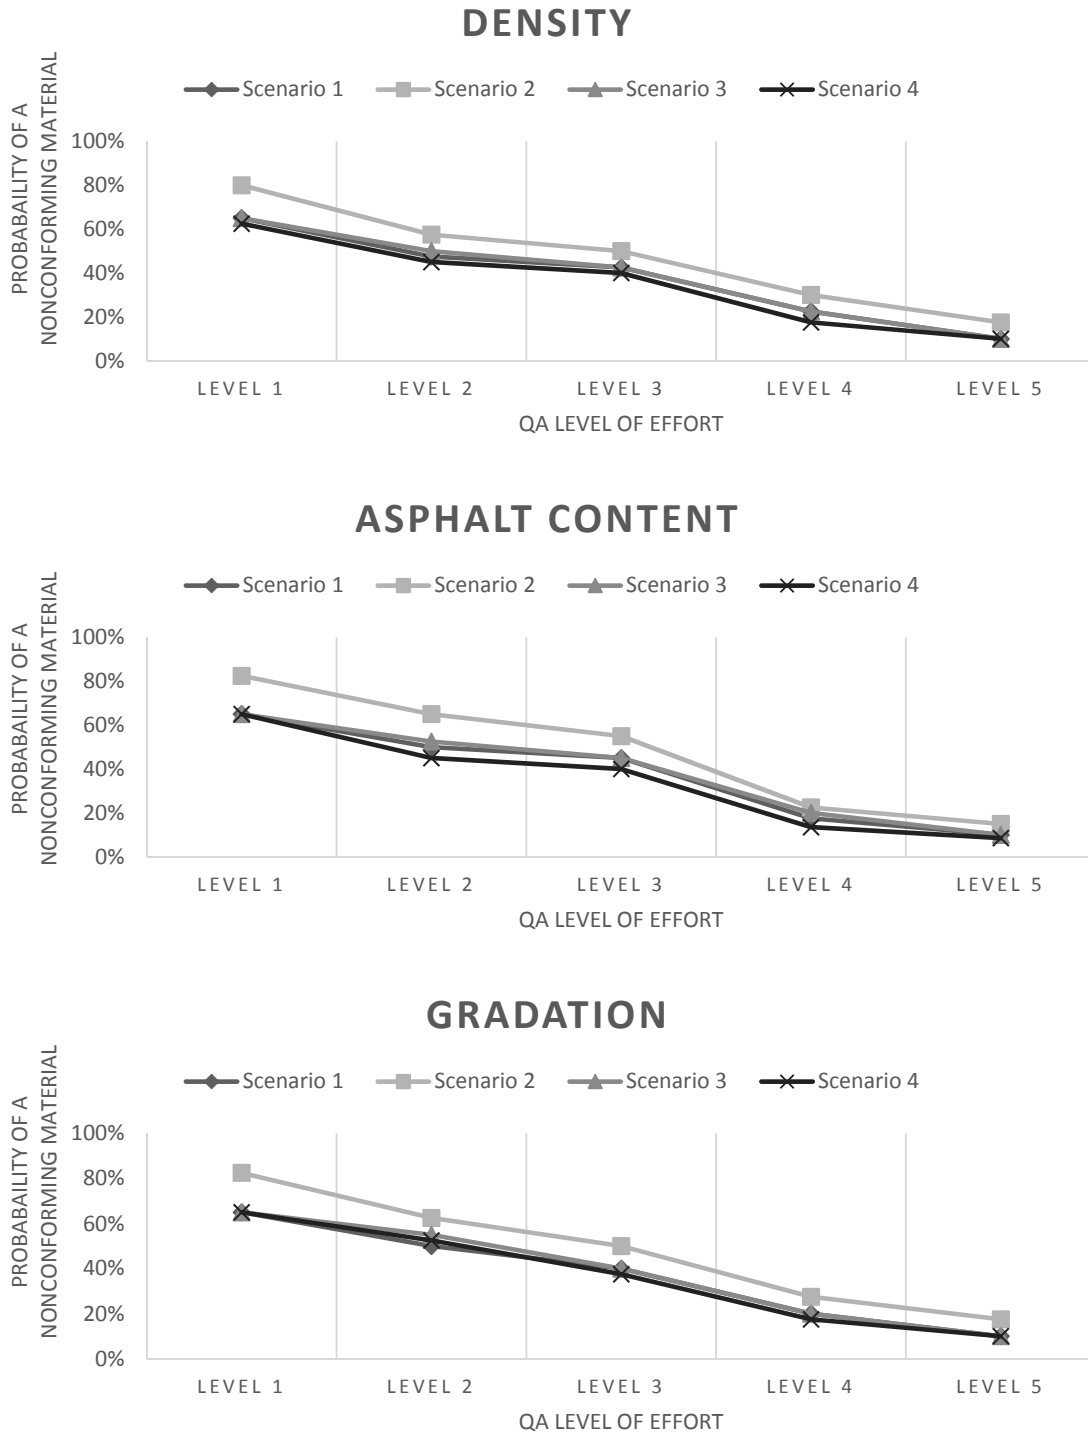 DENSITY
Scenario 1 Scenario 2 Scenario 3 Scenario 4
PROBABAILITY OF A
NONCONFORMING MATERIAL
100%
80%
60%
40%
20%
0%
LEVEL 1 LEVEL 2 LEVEL 3 LEVEL 4 LEVEL 5
QA LEVEL OF EFFORT
ASPHALT CONTENT
Scenario 1 Scenario 2 Scenario 3 Scenario 4
PROBABAILITY OF A
NONCONFORMING MATERIAL
100%
80%
60%
40%
20%
0%
LEVEL 1 LEVEL 2 LEVEL 3 LEVEL 4 LEVEL 5
QA LEVEL OF EFFORT
GRADATION
Scenario 1 Scenario 2 Scenario 3 Scenario 4
PROBABAILITY OF A
NONCONFORMING MATERIAL
100%
80%
60%
40%
20%
0%
LEVEL 1 LEVEL 2 LEVEL 3 LEVEL 4 LEVEL 5
QA LEVEL OF EFFORT